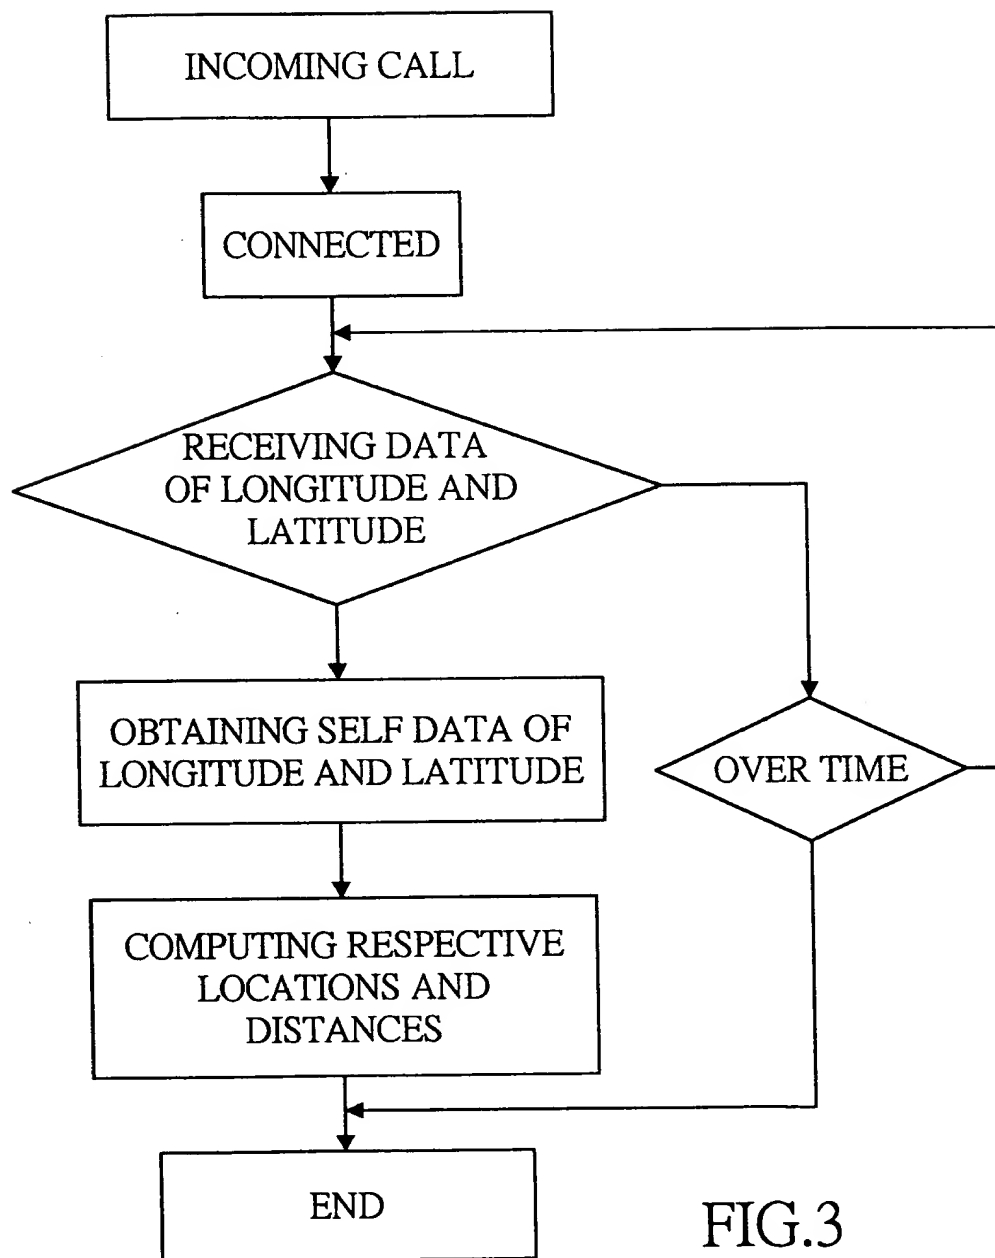 INCOMING CALL
CONNECTED
RECEIVING DATA
OF LONGITUDE AND
LATITUDE
OBTAINING SELF DATA OF
LONGITUDE AND LATITUDE
OVER TIME
COMPUTING RESPECTIVE
LOCATIONS AND
DISTANCES
END
FIG.3